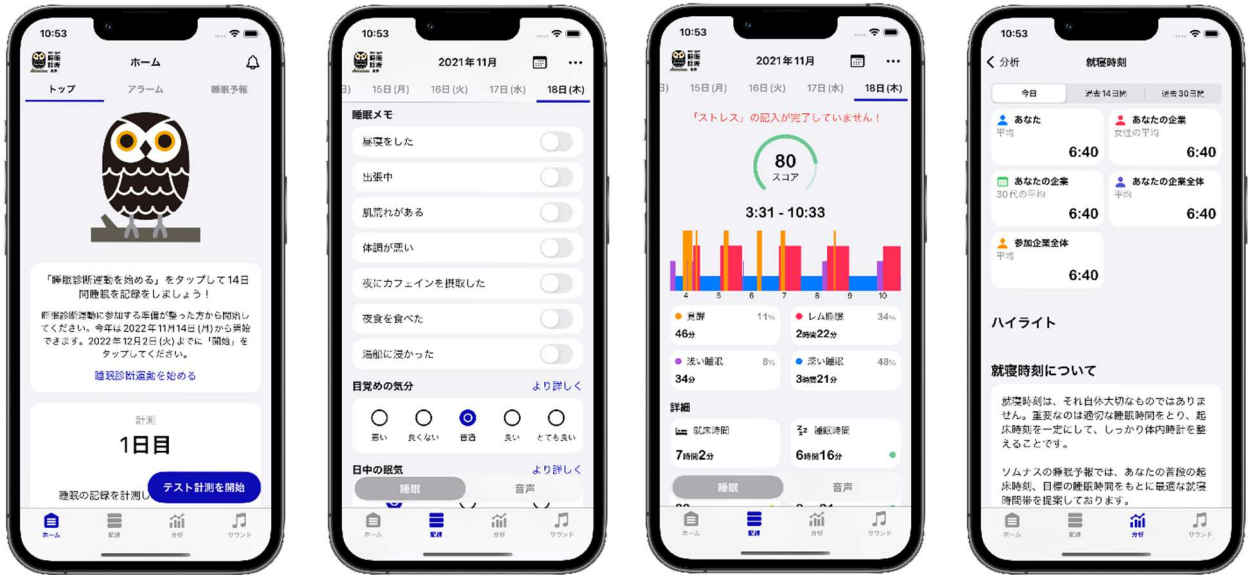 10:53
ホーム
トップ
アラーム
睡眠予報
「睡眠診断運動を始める」をタップして14日
間睡眠を記録をしましょう！
睡眠診断運動に参加する準備が整った方から開始し
てください。今年は2022年11月14日(月)から開始
できます。2022年12月2日(火)までに「開始」を
タップしてください。
睡眠診断運動を始める
計測
1日目
テスト計測を開始
睡眠の記録を計測し
ホーム
記録
分析
サウンド
10:53
2021年11月
15日(月)
16日(火)
17日(水)
18日(木)
睡眠メモ
昼寝をした
出張中
肌荒れがある
体調が悪い
夜にカフェインを摂取した
夜食を食べた
湯船に浸かった
目覚めの気分
より詳しく
悪い
良くない
普通
良い
とても良い
日中の眠気
より詳しく
睡眠
音声
ホーム
記録
分析
サウンド
10:53
2021年11月
15日(月)
16日(火)
17日(水)
18日(木)
「ストレス」の記入が完了していません！
80
スコア
3:31 - 10:33
4 5 6 7 8 9 10
覚醒 11%
46分
レム睡眠 34%
2時間22分
浅い睡眠 8%
34分
深い睡眠 48%
3時間21分
詳細
就床時間
7時間2分
睡眠時間
6時間16分
睡眠
音声
ホーム
記録
分析
サウンド
10:53
分析
就寝時刻
今日
過去14日間
過去30日間
あなた
平均
6:40
あなたの企業
女性の平均
6:40
あなたの企業
30代の平均
6:40
あなたの企業全体
平均
6:40
参加企業全体
平均
6:40
ハイライト
就寝時刻について
就寝時刻は、それ自体大切なものではありま
せん。重要なのは適切な睡眠時間をとり、起
床時刻を一定にして、しっかり体内時計を整
えることです。
ソムナスの睡眠予報では、あなたの普段の起
床時刻、目標の睡眠時間をもとに最適な就寝
時間帯を提案しております。
ホーム
記録
分析
サウンド